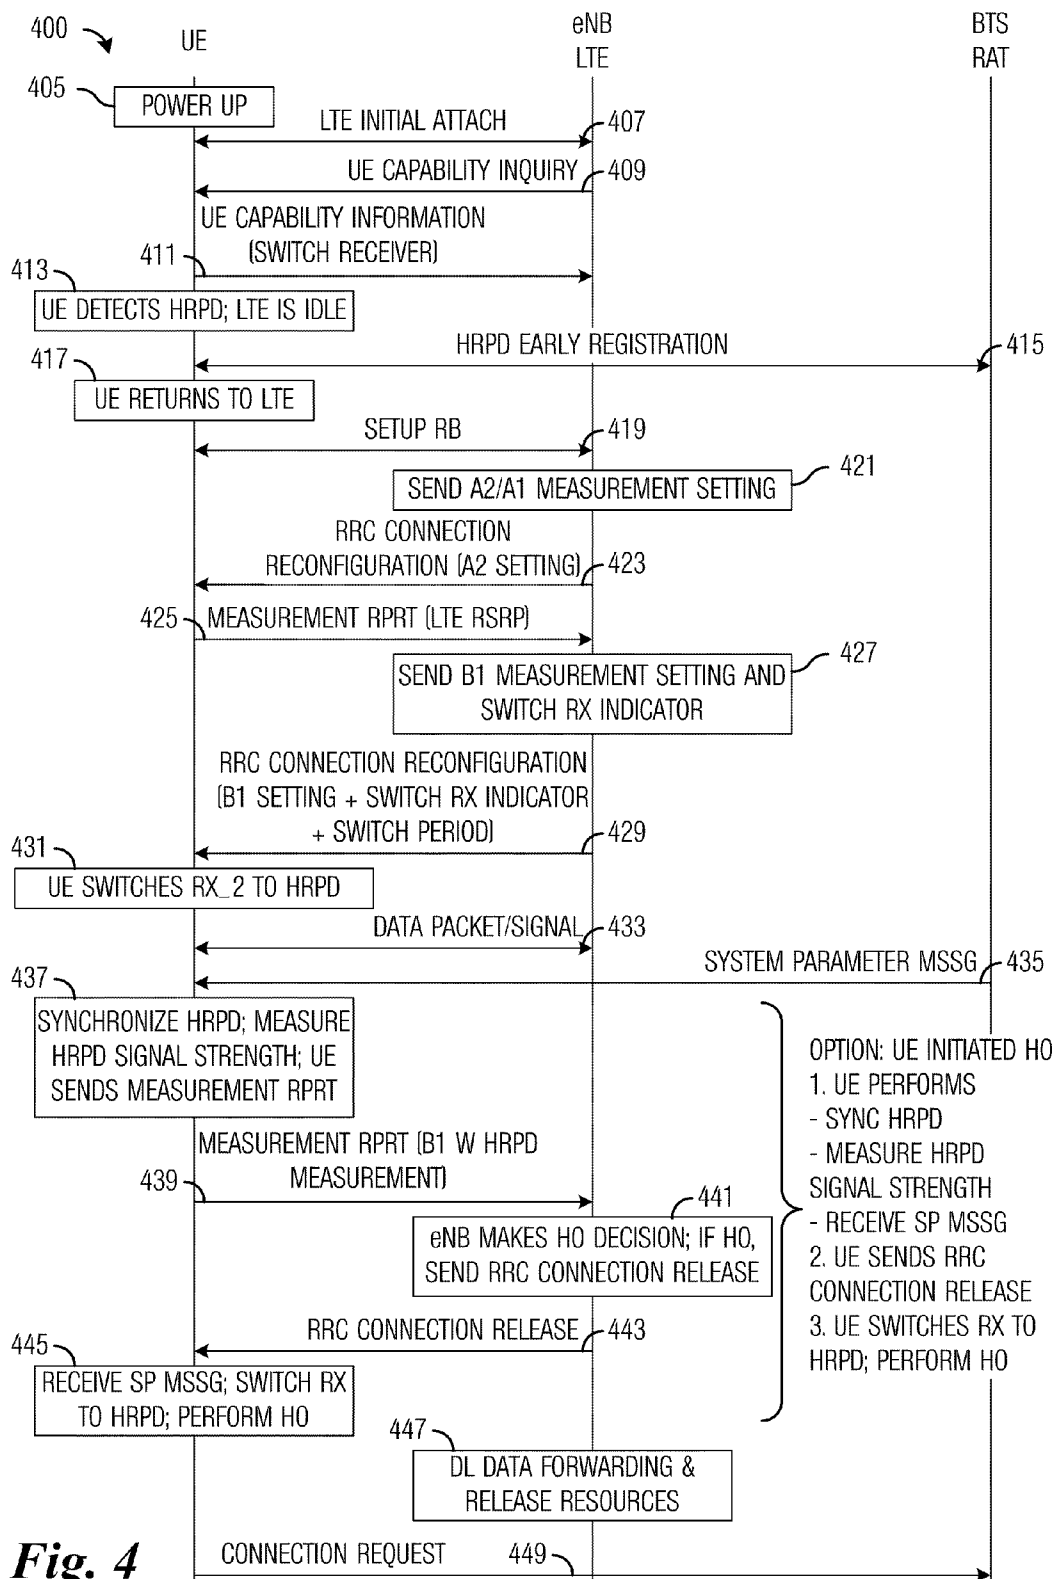 400
UE
eNB
LTE
BTS
RAT
405
POWER UP
LTE INITIAL ATTACH
407
UE CAPABILITY INQUIRY
409
UE CAPABILITY INFORMATION
(SWITCH RECEIVER)
411
413
UE DETECTS HRPD; LTE IS IDLE
HRPD EARLY REGISTRATION
415
417
UE RETURNS TO LTE
SETUP RB
419
421
SEND A2/A1 MEASUREMENT SETTING
RRC CONNECTION
RECONFIGURATION (A2 SETTING)
423
425
MEASUREMENT RPRT (LTE RSRP)
427
SEND B1 MEASUREMENT SETTING AND
SWITCH RX INDICATOR
RRC CONNECTION RECONFIGURATION
(B1 SETTING + SWITCH RX INDICATOR
+ SWITCH PERIOD)
429
431
UE SWITCHES RX_2 TO HRPD
DATA PACKET/SIGNAL
433
SYSTEM PARAMETER MSSG
435
437
SYNCHRONIZE HRPD; MEASURE
HRPD SIGNAL STRENGTH; UE
SENDS MEASUREMENT RPRT
MEASUREMENT RPRT (B1 W HRPD
MEASUREMENT)
439
441
eNB MAKES HO DECISION; IF HO,
SEND RRC CONNECTION RELEASE
RRC CONNECTION RELEASE
443
445
RECEIVE SP MSSG; SWITCH RX
TO HRPD; PERFORM HO
OPTION: UE INITIATED HO
1. UE PERFORMS
- SYNC HRPD
- MEASURE HRPD
SIGNAL STRENGTH
- RECEIVE SP MSSG
2. UE SENDS RRC
CONNECTION RELEASE
3. UE SWITCHES RX TO
HRPD; PERFORM HO
447
DL DATA FORWARDING &
RELEASE RESOURCES
CONNECTION REQUEST
449
Fig. 4